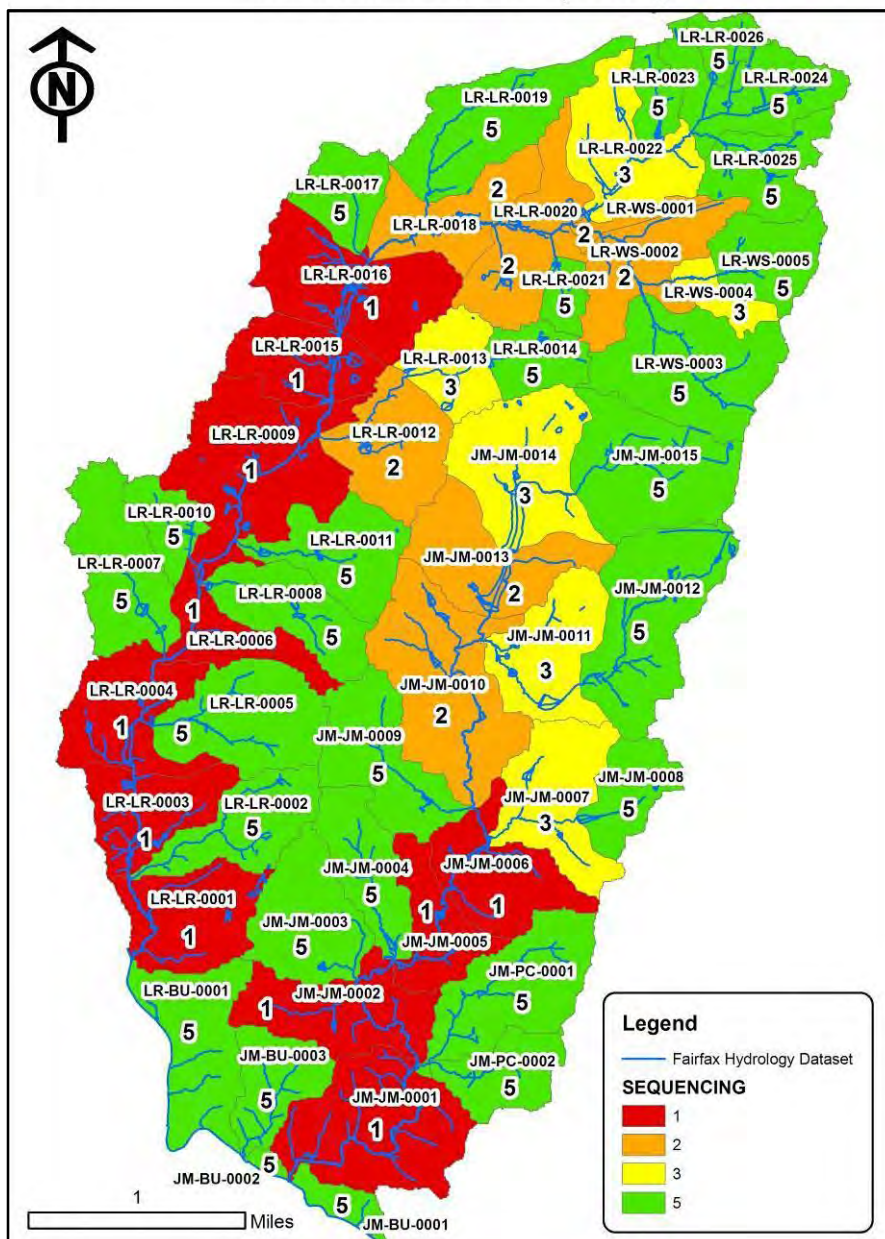 N
LR-LR-0026
5
LR-LR-0023
5
LR-LR-0024
5
LR-LR-0019
5
LR-LR-0022
3
LR-LR-0025
5
LR-LR-0017
5
2
LR-LR-0018
LR-LR-0020
2
LR-WS-0001
2
LR-WS-0002
2
LR-WS-0005
5
LR-LR-0016
1
LR-LR-0021
5
LR-WS-0004
3
LR-LR-0015
1
LR-LR-0013
3
LR-LR-0014
5
LR-WS-0003
5
LR-LR-0009
1
LR-LR-0012
2
JM-JM-0014
3
JM-JM-0015
5
LR-LR-0010
5
LR-LR-0007
5
LR-LR-0011
5
JM-JM-0013
2
LR-LR-0008
5
JM-JM-0012
5
1
LR-LR-0006
JM-JM-0011
3
LR-LR-0004
1
LR-LR-0005
5
JM-JM-0010
2
JM-JM-0009
5
LR-LR-0003
1
LR-LR-0002
5
JM-JM-0007
3
JM-JM-0008
5
JM-JM-0004
5
JM-JM-0006
1
1
LR-LR-0001
1
JM-JM-0003
5
JM-JM-0005
JM-PC-0001
5
LR-BU-0001
5
JM-JM-0002
1
JM-BU-0003
5
JM-PC-0002
5
JM-JM-0001
1
JM-BU-0002
5
5
JM-BU-0001
1
Miles
Legend
Fairfax Hydrology Dataset
SEQUENCING
1
2
3
5